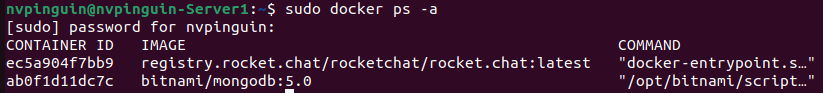 nvpinguin@nvpinguin-Server1:~$ sudo docker ps -a
[sudo] password for nvpinguin:
CONTAINER ID   IMAGE                                             COMMAND
ec5a904f7bb9   registry.rocket.chat/rocketchat/rocket.chat:latest   "docker-entrypoint.s…"
ab0f1d11dc7c   bitnami/mongodb:5.0                               "/opt/bitnami/script…"